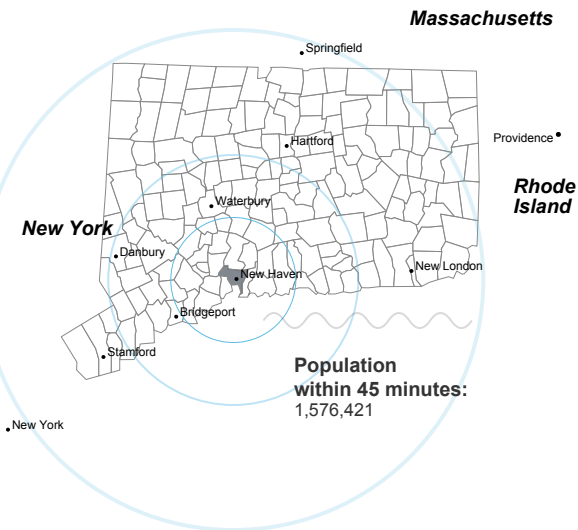 Massachusetts
Springfield
Providence
Hartford
Rhode
Island
Waterbury
New York
Danbury
New Haven
New London
Bridgeport
Stamford
Population
within 45 minutes:
1,576,421
New York